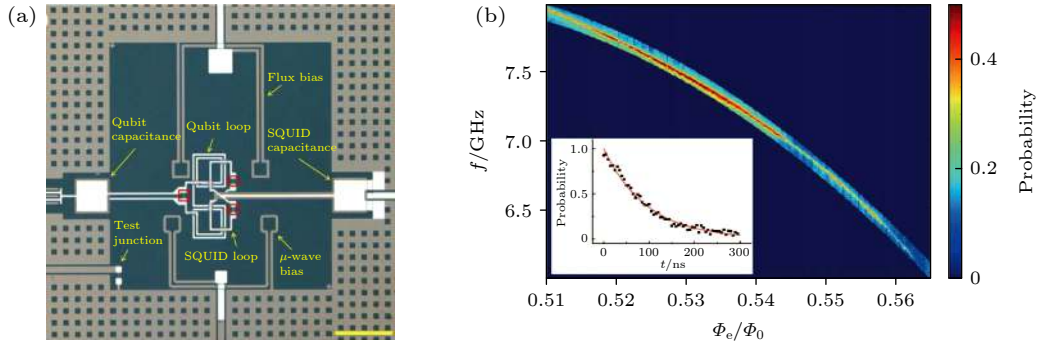 (a)
Flux bias
Qubit
capacitance
Qubit loop
SQUID
capacitance
Test
junction
SQUID loop
μ-wave
bias
(b)
f/GHz
7.5
7.0
6.5
0.51
0.52
0.53
0.54
0.55
0.56
Φe/Φ0
Probability
1.0
0.5
0
0
100
200
300
t/ns
0.4
0.2
0
Probability